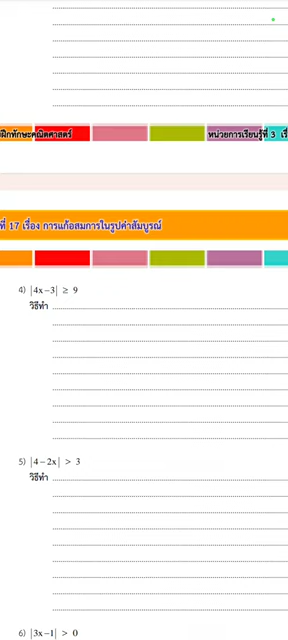 ฝึกทักษะคณิตศาสตร์ หน่วยการเรียนรู้ที่ 3 เรื่
ที่ 17 เรื่อง การแก้อสมการในรูปค่าสัมบูรณ์
4) |4x−3| ≥ 9
วิธีทำ
5) |4−2x| > 3
วิธีทำ
6) |3x−1| > 0